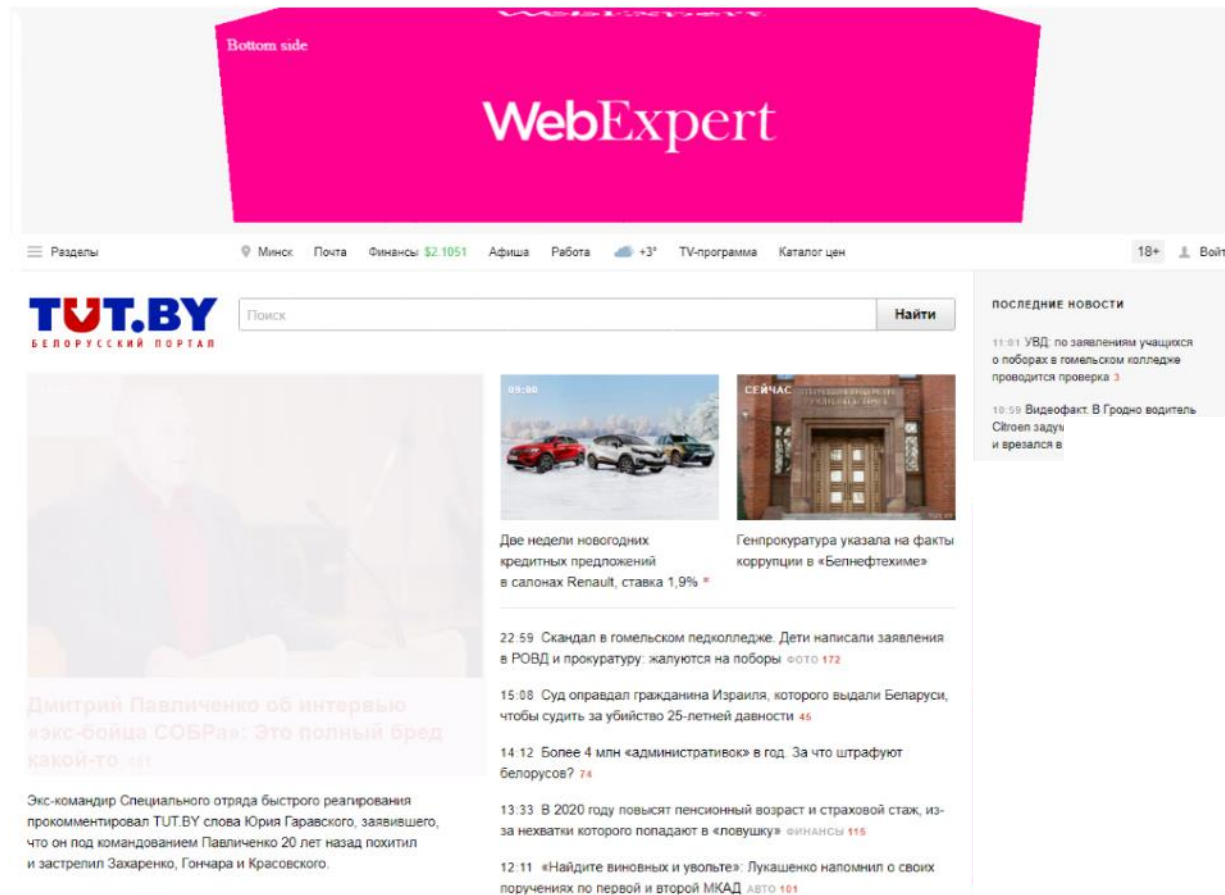 Bottom side
WebExpert
Разделы
Минск Почта Финансы $2.1051 Афиша Работа +3° TV-программа Каталог цен
18+ Войт
TUT.BY
БЕЛОРУССКИЙ ПОРТАЛ
Поиск
Найти
Дмитрий Павличенко об интервью
«экс-бойца СОБРа»: Это полный бред
какой-то
Экс-командир Специального отряда быстрого реагирования
прокомментировал TUT.BY слова Юрия Гаравского, заявившего,
что он под командованием Павличенко 20 лет назад похитил
и застрелил Захаренко, Гончара и Красовского.
09:00
Две недели новогодних
кредитных предложений
в салонах Renault, ставка 1,9% *
СЕЙЧАС
TUT.BY
Генпрокуратура указала на факты
коррупции в «Белнефтехиме»
22:59 Скандал в гомельском педколледже. Дети написали заявления
в РОВД и прокуратуру: жалуются на поборы ФОТО 172
15:08 Суд оправдал гражданина Израиля, которого выдали Беларуси,
чтобы судить за убийство 25-летней давности 45
14:12 Более 4 млн «административок» в год. За что штрафуют
белорусов? 74
13:33 В 2020 году повысят пенсионный возраст и страховой стаж, из-
за нехватки которого попадают в «ловушку» ФИНАНСЫ 115
12:11 «Найдите виновных и увольте»: Лукашенко напомнил о своих
поручениях по первой и второй МКАД АВТО 101
ПОСЛЕДНИЕ НОВОСТИ
11:01 УВД: по заявлениям учащихся
о поборах в гомельском колледже
проводится проверка 3
10:59 Видеофакт. В Гродно водитель
Citroen задум
и врезался в